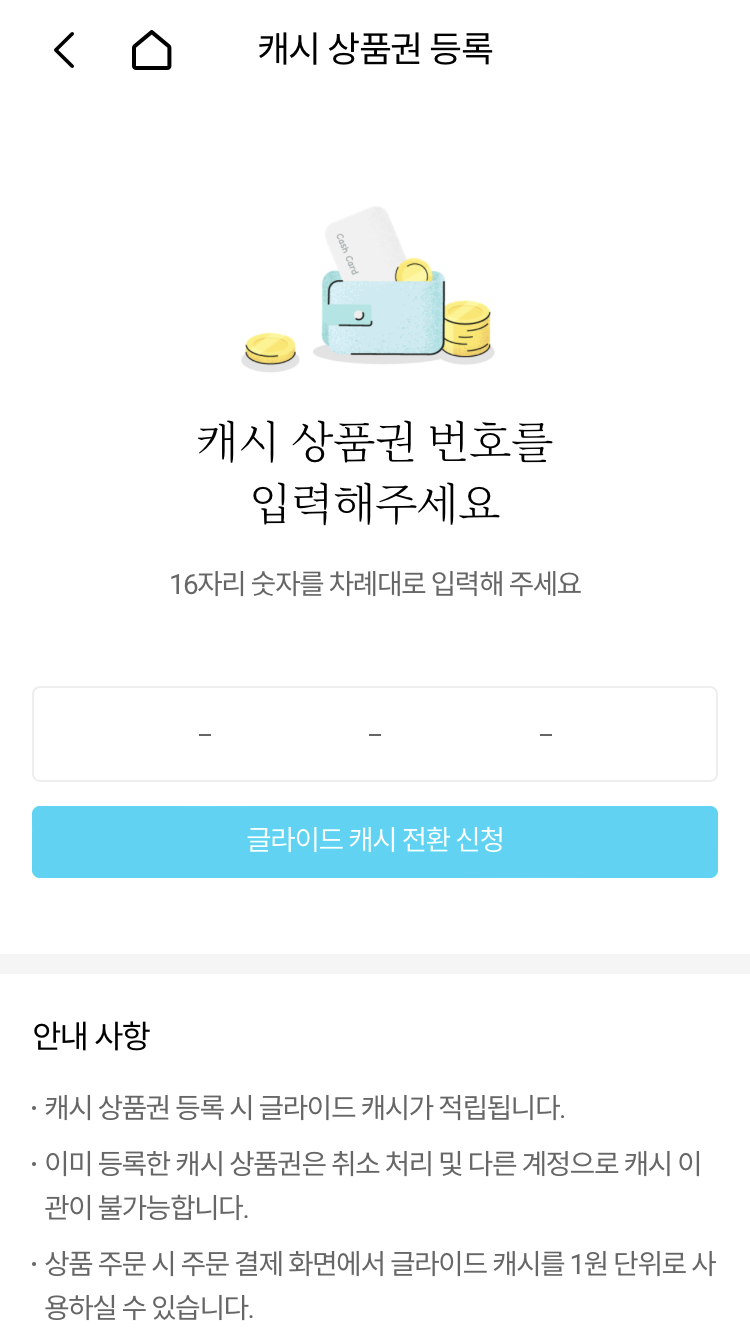 캐시 상품권 등록
Cash Card
캐시 상품권 번호를
입력해주세요
16자리 숫자를 차례대로 입력해 주세요
– – –
글라이드 캐시 전환 신청
안내 사항
· 캐시 상품권 등록 시 글라이드 캐시가 적립됩니다.
· 이미 등록한 캐시 상품권은 취소 처리 및 다른 계정으로 캐시 이
관이 불가능합니다.
· 상품 주문 시 주문 결제 화면에서 글라이드 캐시를 1원 단위로 사
용하실 수 있습니다.